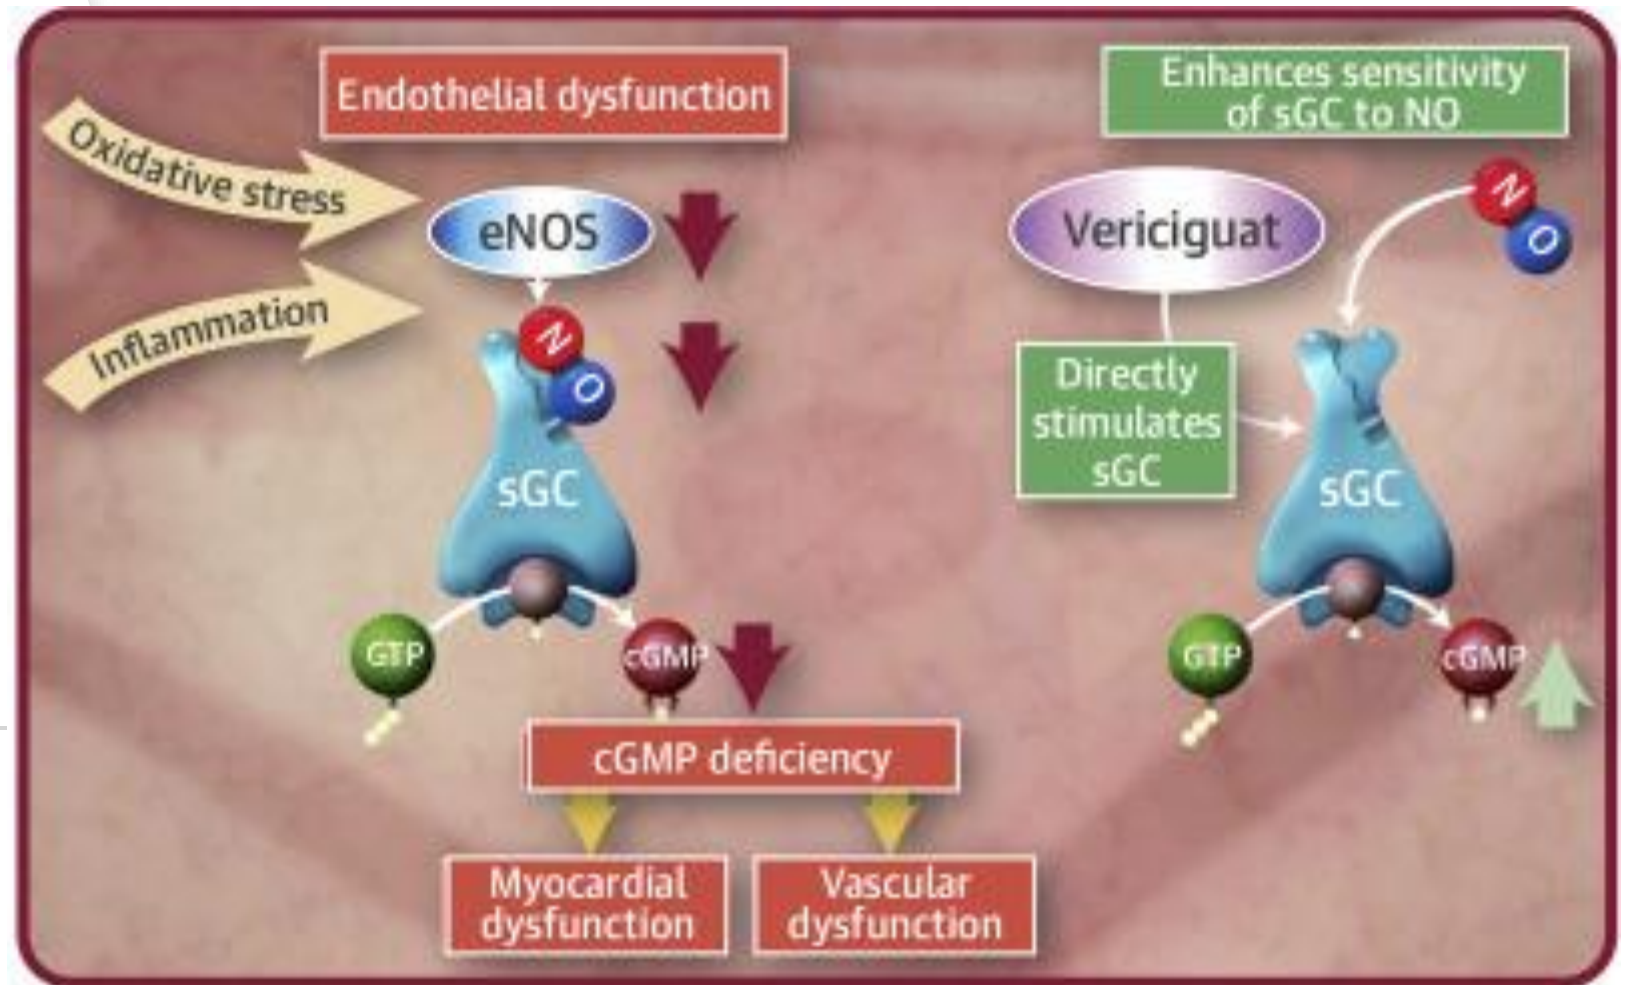 Endothelial dysfunction
Oxidative stress
Inflammation
eNOS
N
O
sGC
GTP
cGMP
cGMP deficiency
Myocardial
dysfunction
Vascular
dysfunction
Enhances sensitivity
of sGC to NO
Vericiguat
N
O
Directly
stimulates
sGC
sGC
GTP
cGMP